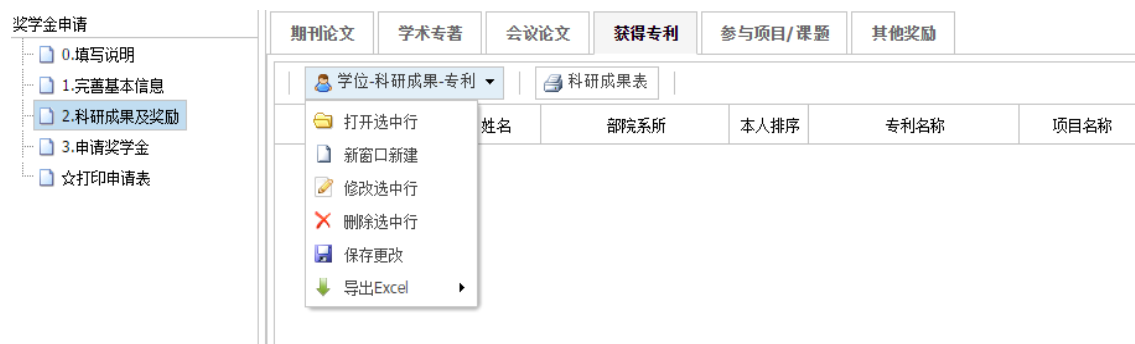 奖学金申请
0.填写说明
1.完善基本信息
2.科研成果及奖励
3.申请奖学金
☆打印申请表
期刊论文 学术专著 会议论文 获得专利 参与项目/课题 其他奖励
学位-科研成果-专利 科研成果表
姓名 部院系所 本人排序 专利名称 项目名称
打开选中行
新窗口新建
修改选中行
删除选中行
保存更改
导出Excel